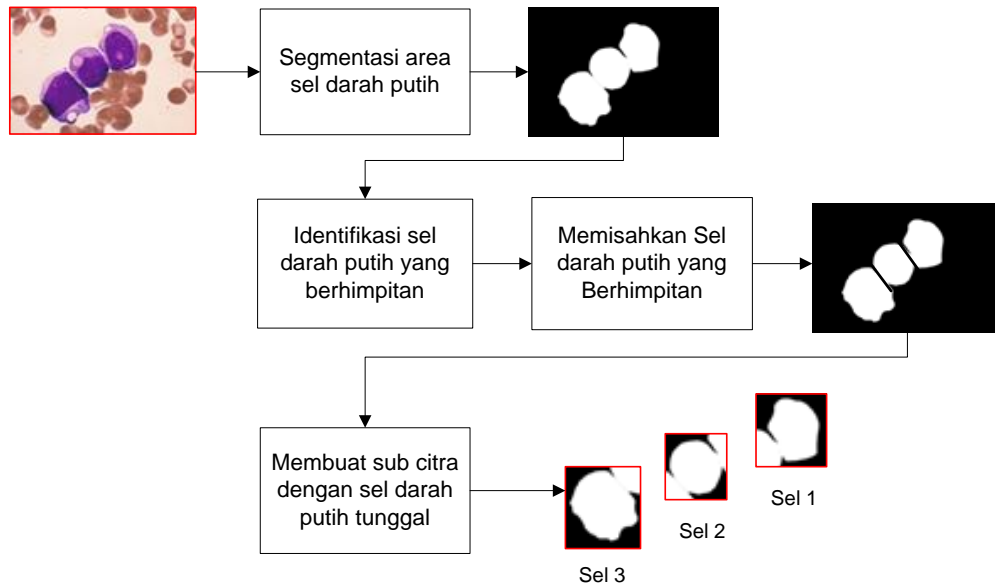 Segmentasi area
sel darah putih
Identifikasi sel
darah putih yang
berhimpitan
Memisahkan Sel
darah putih yang
Berhimpitan
Membuat sub citra
dengan sel darah
putih tunggal
Sel 1
Sel 2
Sel 3